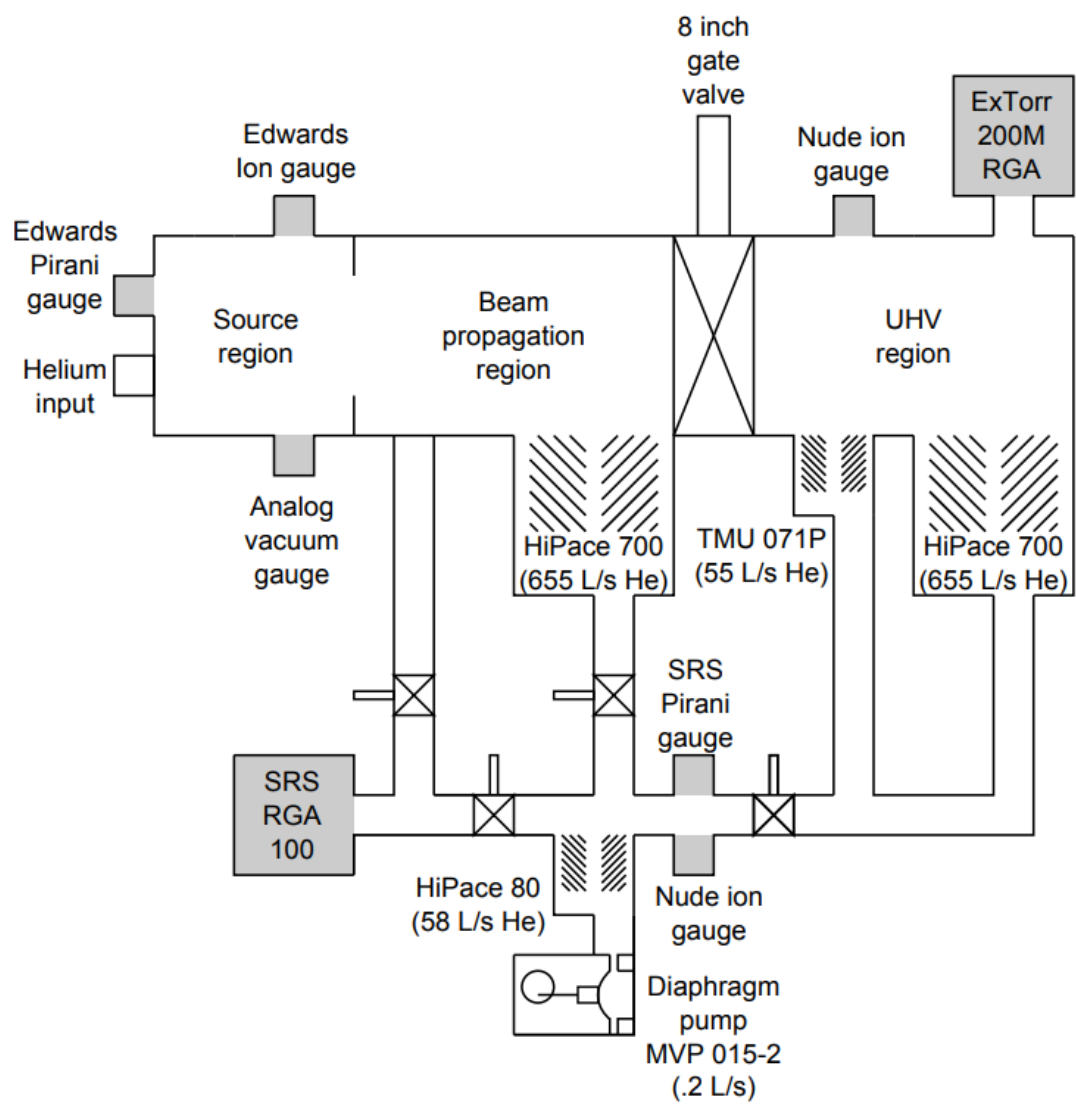 8 inch
gate
valve
ExTorr
200M
RGA
Edwards
Ion gauge
Nude ion
gauge
Edwards
Pirani
gauge
Helium
input
Source
region
Beam
propagation
region
UHV
region
Analog
vacuum
gauge
HiPace 700
(655 L/s He)
TMU 071P
(55 L/s He)
HiPace 700
(655 L/s He)
SRS
Pirani
gauge
SRS
RGA
100
HiPace 80
(58 L/s He)
Nude ion
gauge
Diaphragm
pump
MVP 015-2
(.2 L/s)